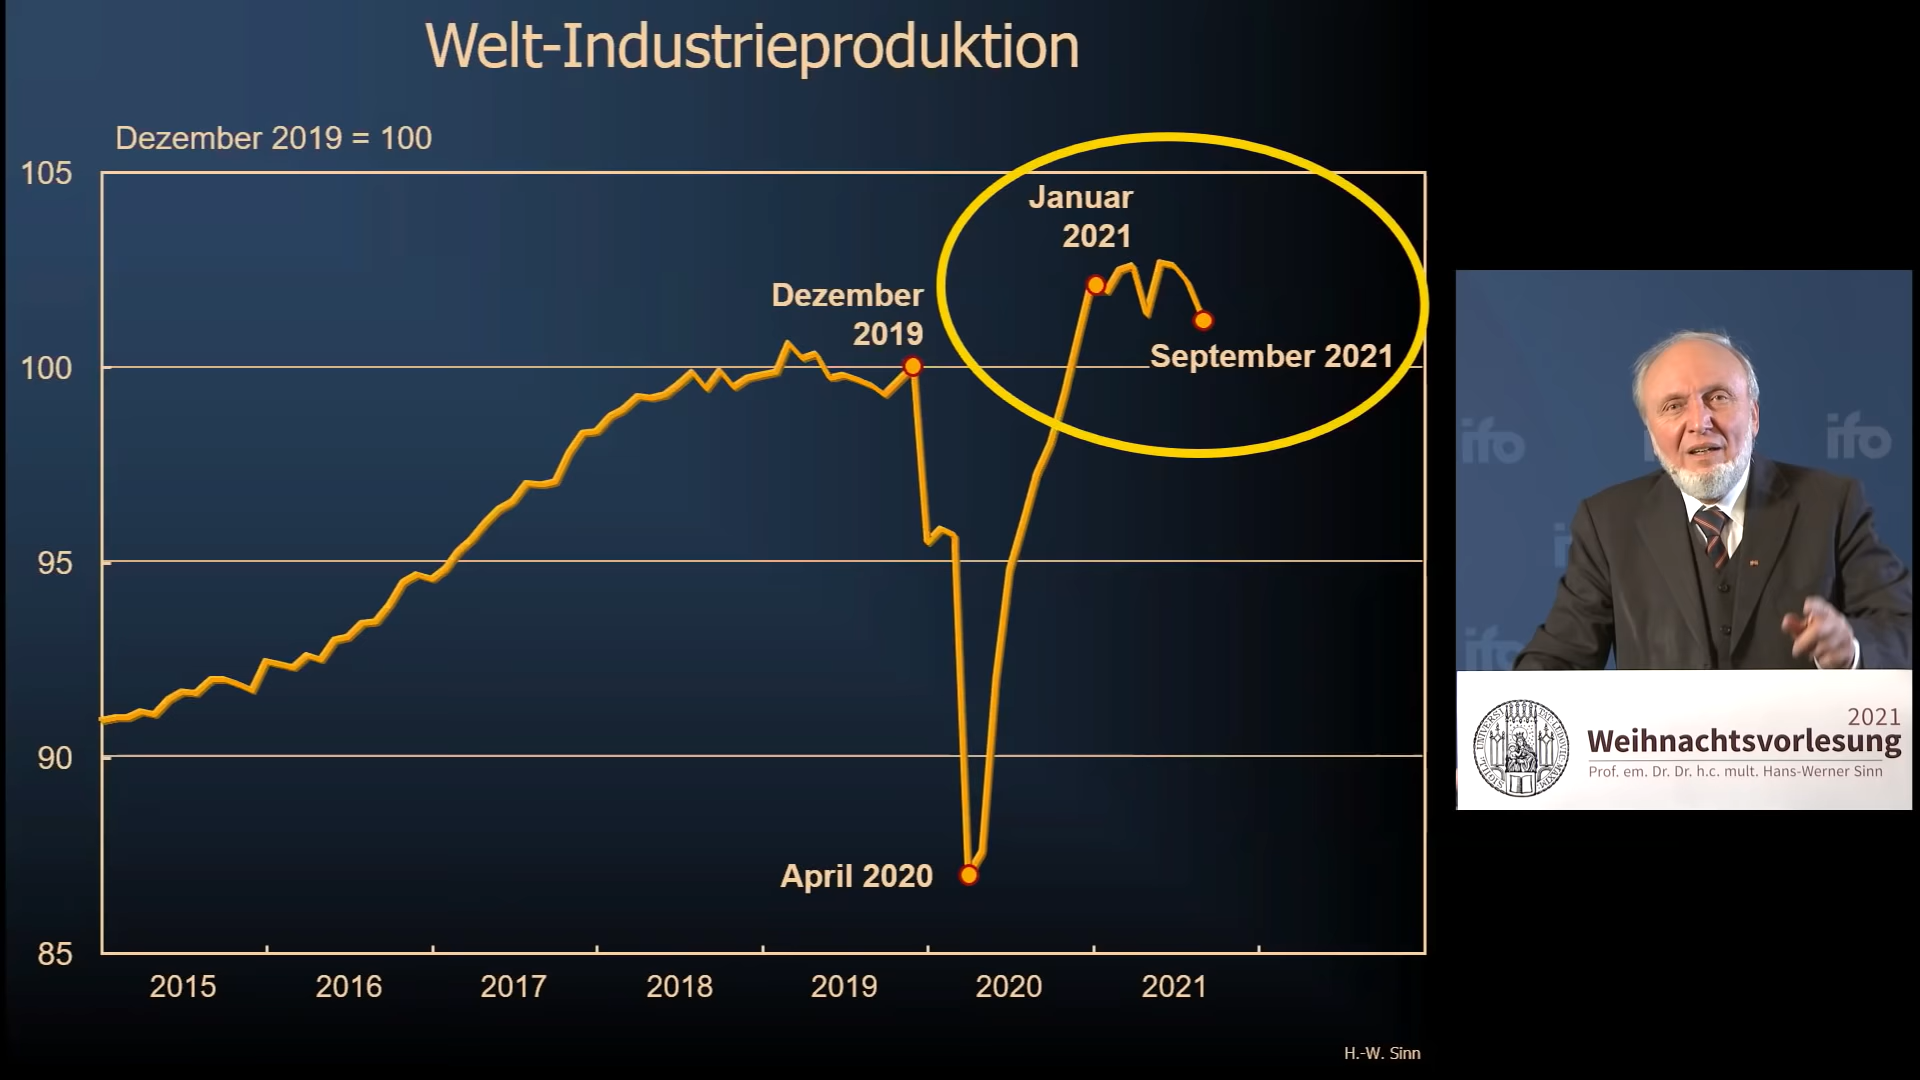 Welt-Industrieproduktion
Dezember 2019 = 100
105
100
95
90
85
Dezember
2019
Januar
2021
September 2021
April 2020
2015
2016
2017
2018
2019
2020
2021
H.-W. Sinn
ifo
ifo
ifo
2021
Weihnachtsvorlesung
Prof. em. Dr. Dr. h.c. mult. Hans-Werner Sinn